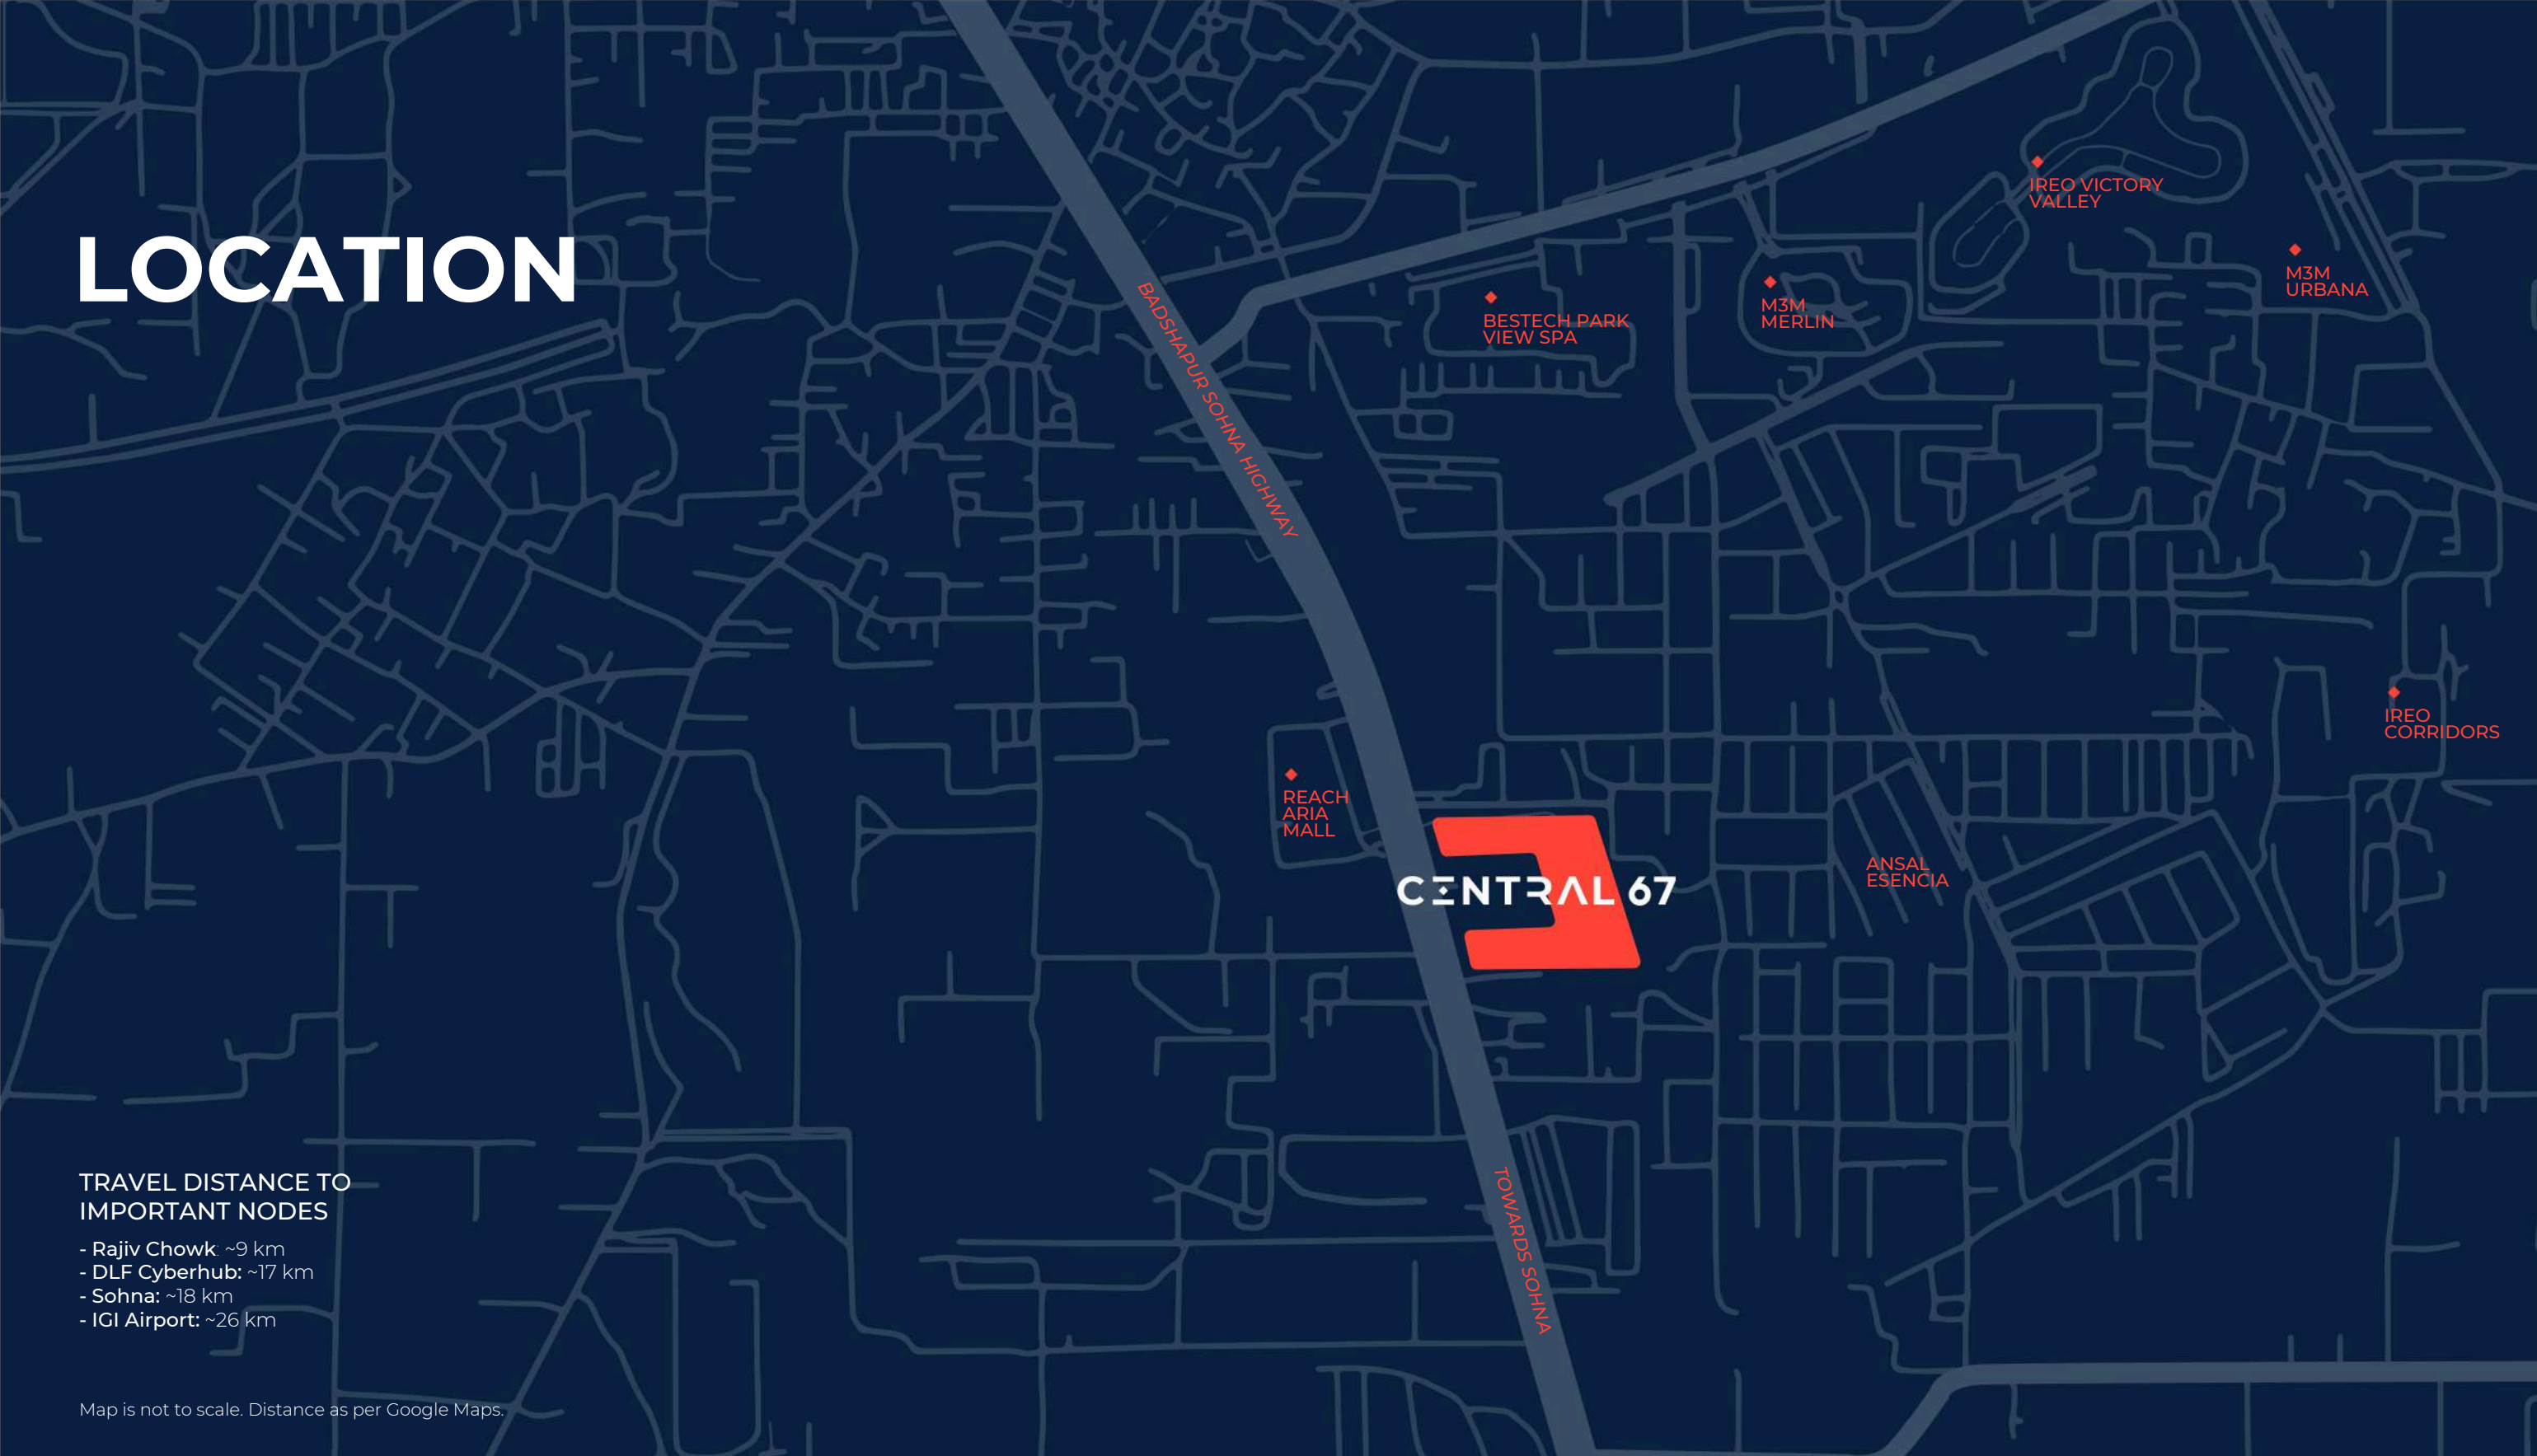 LOCATION
BADSHAPUR SOHNA HIGHWAY
IREO VICTORY
VALLEY
M3M
URBANA
M3M
MERLIN
BESTECH PARK
VIEW SPA
IREO
CORRIDORS
REACH
ARIA
MALL
ANSAL
ESENCIA
CENTRAL 67
TOWARDS SOHNA
TRAVEL DISTANCE TO
IMPORTANT NODES
- Rajiv Chowk: ~9 km
- DLF Cyberhub: ~17 km
- Sohna: ~18 km
- IGI Airport: ~26 km
Map is not to scale. Distance as per Google Maps.